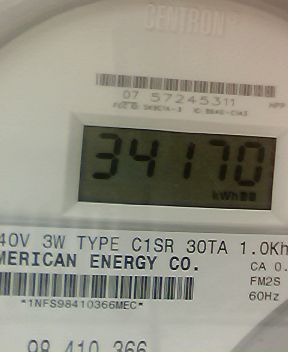 CENTRON®
07 57245311
34170
kWh
40V 3W TYPE C1SR 30TA 1.0Kh
MERICAN ENERGY CO.
CA 0.
FM2S
60Hz
*1NFS98410366MEC*
98 410 366